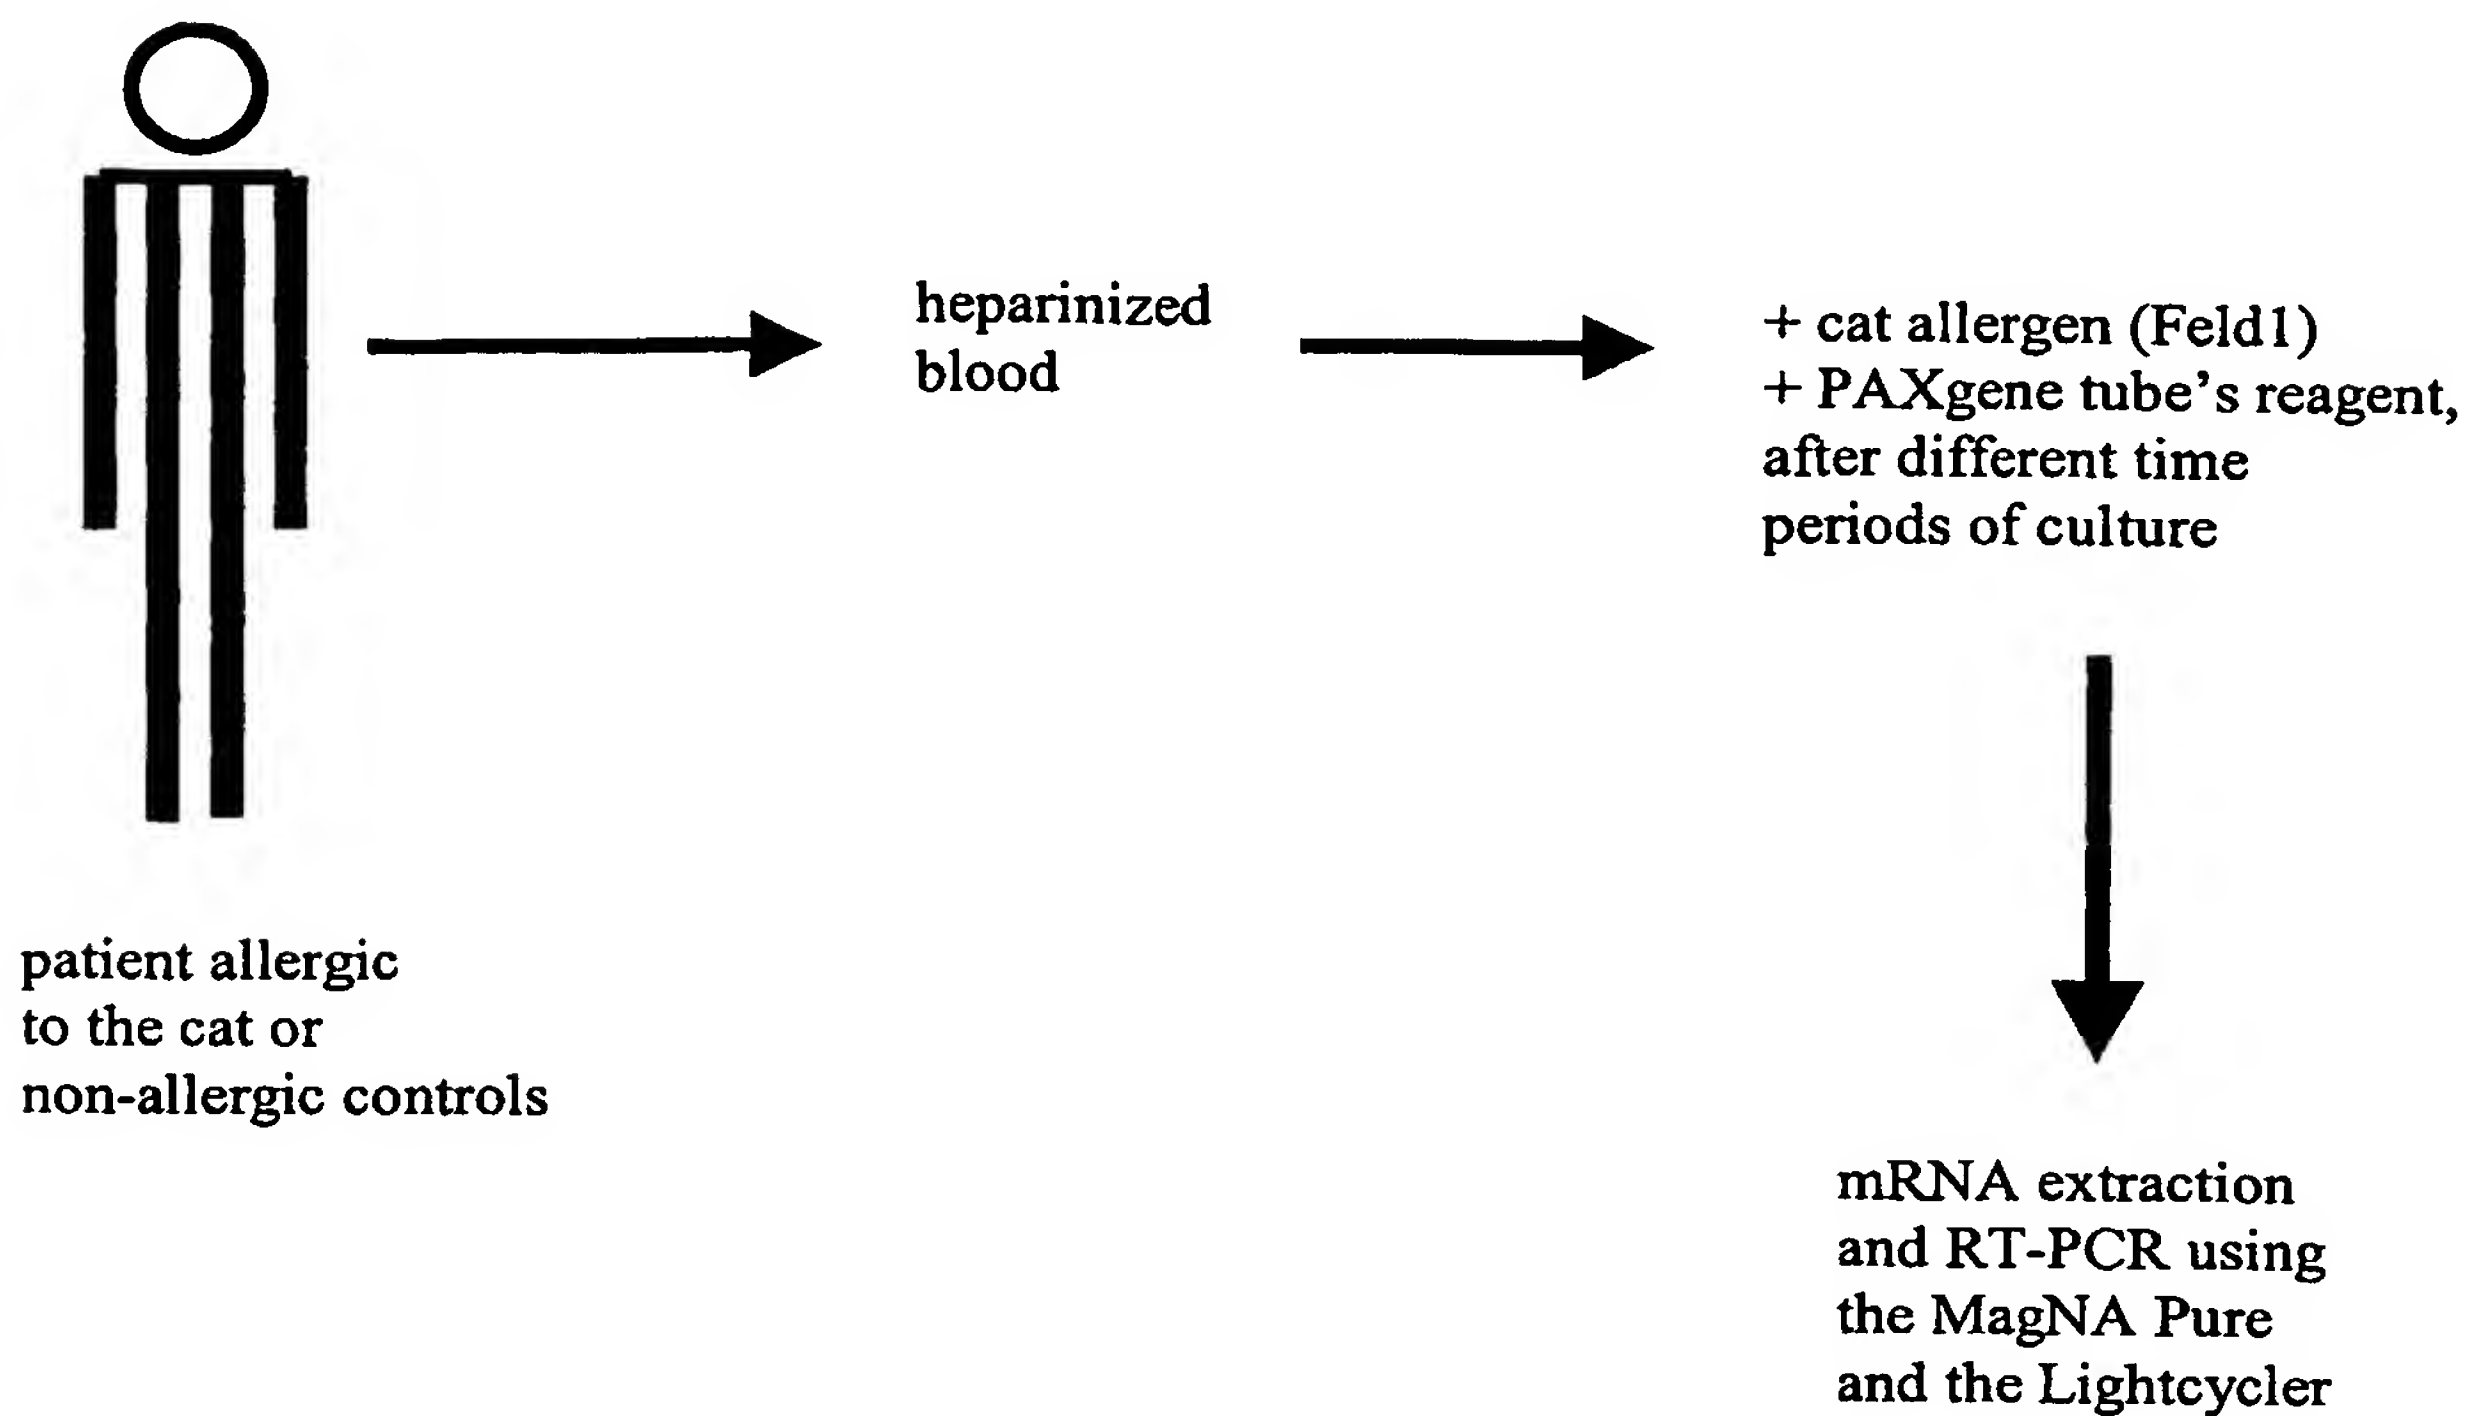 heparinized
blood
+ cat allergen (Feld1)
+ PAXgene tube's reagent,
after different time
periods of culture
patient allergic
to the cat or
non-allergic controls
mRNA extraction
and RT-PCR using
the MagNA Pure
and the Lightcycler